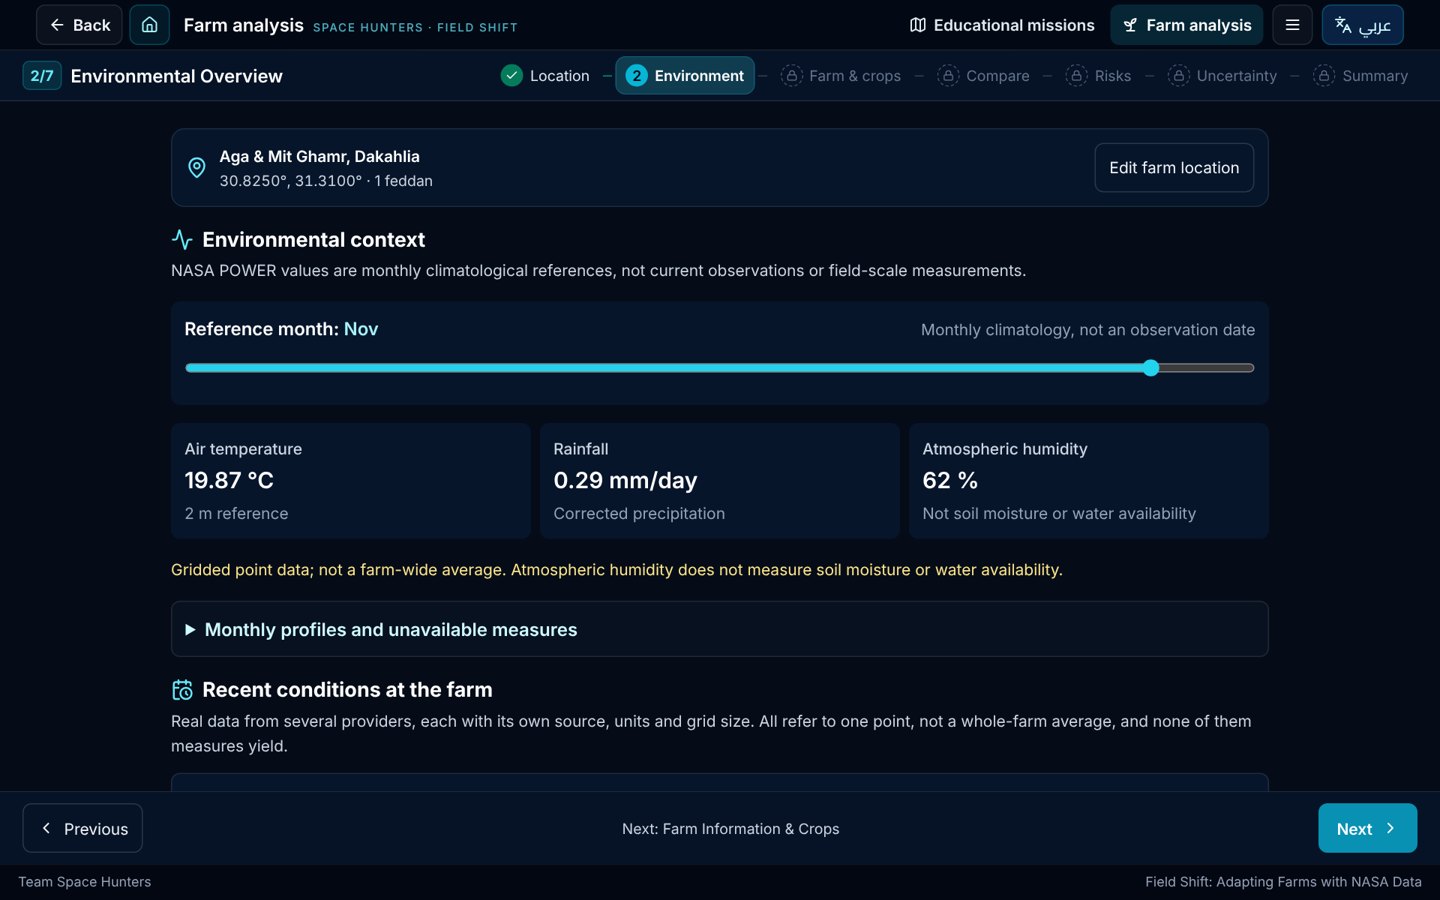 Back
Farm analysis SPACE HUNTERS · FIELD SHIFT
Educational missions
Farm analysis
عربي
2/7 Environmental Overview
Location
2 Environment
Farm & crops
Compare
Risks
Uncertainty
Summary
Aga & Mit Ghamr, Dakahlia
30.8250°, 31.3100° · 1 feddan
Edit farm location
Environmental context
NASA POWER values are monthly climatological references, not current observations or field-scale measurements.
Reference month: Nov
Monthly climatology, not an observation date
Air temperature
19.87 °C
2 m reference
Rainfall
0.29 mm/day
Corrected precipitation
Atmospheric humidity
62 %
Not soil moisture or water availability
Gridded point data; not a farm-wide average. Atmospheric humidity does not measure soil moisture or water availability.
Monthly profiles and unavailable measures
Recent conditions at the farm
Real data from several providers, each with its own source, units and grid size. All refer to one point, not a whole-farm average, and none of them
measures yield.
Previous
Next: Farm Information & Crops
Next
Team Space Hunters
Field Shift: Adapting Farms with NASA Data